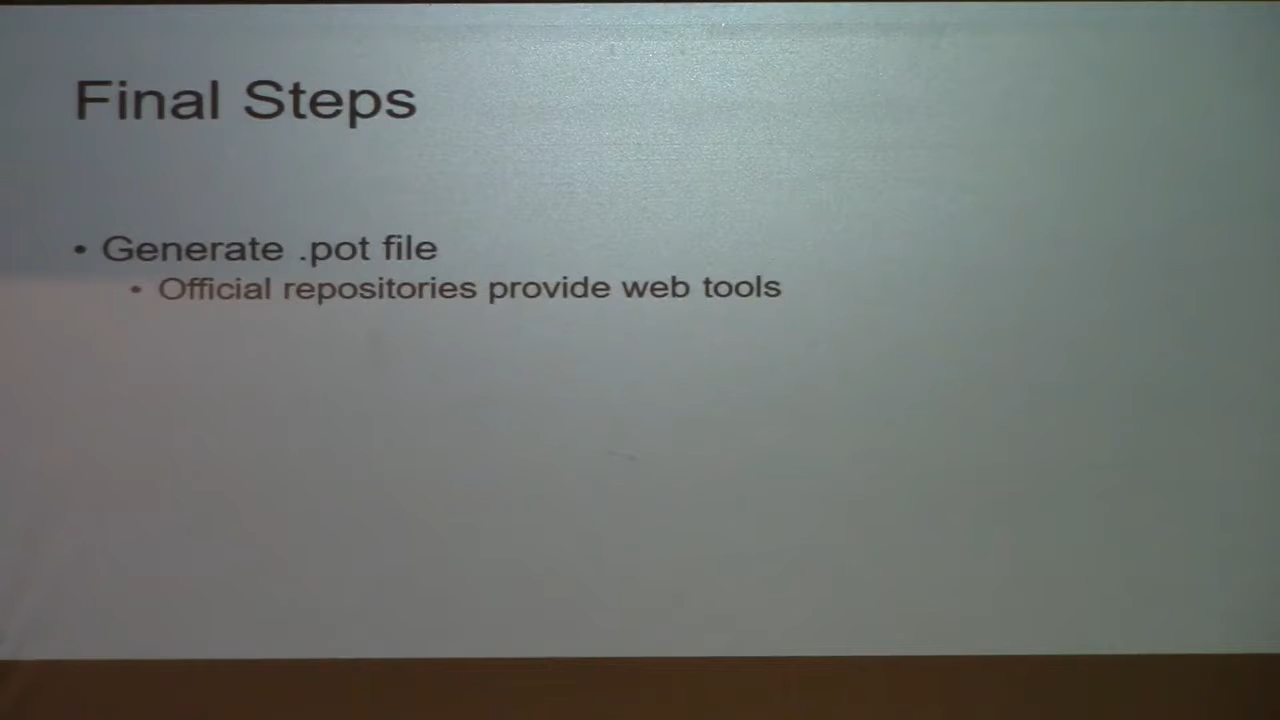 Final Steps
• Generate .pot file
• Official repositories provide web tools